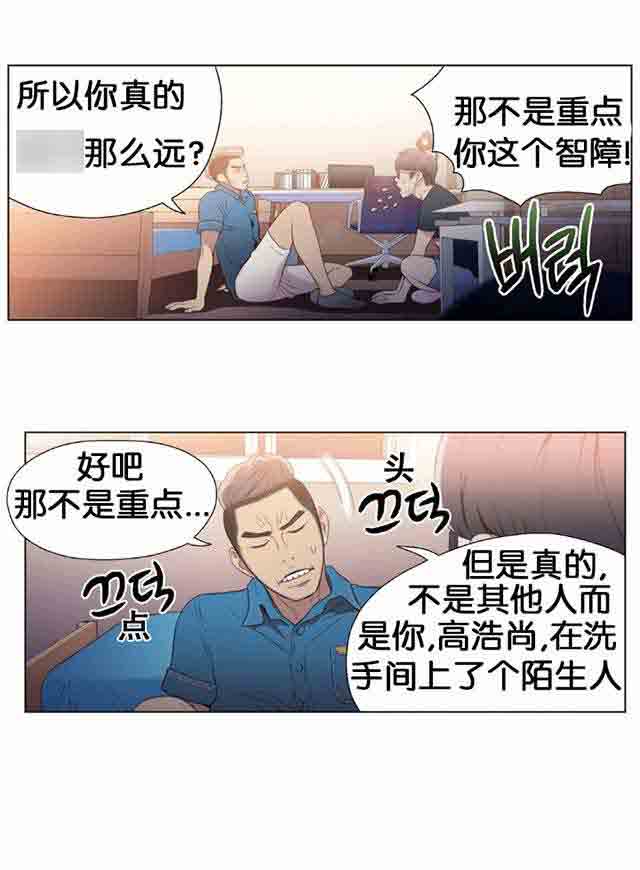 所以你真的
那么远?
那不是重点
你这个智障!
버럭
好吧
那不是重点...
头
끄덕
끄덕
点
但是真的,
不是其他人而
是你,高浩尚,在洗
手间上了个陌生人